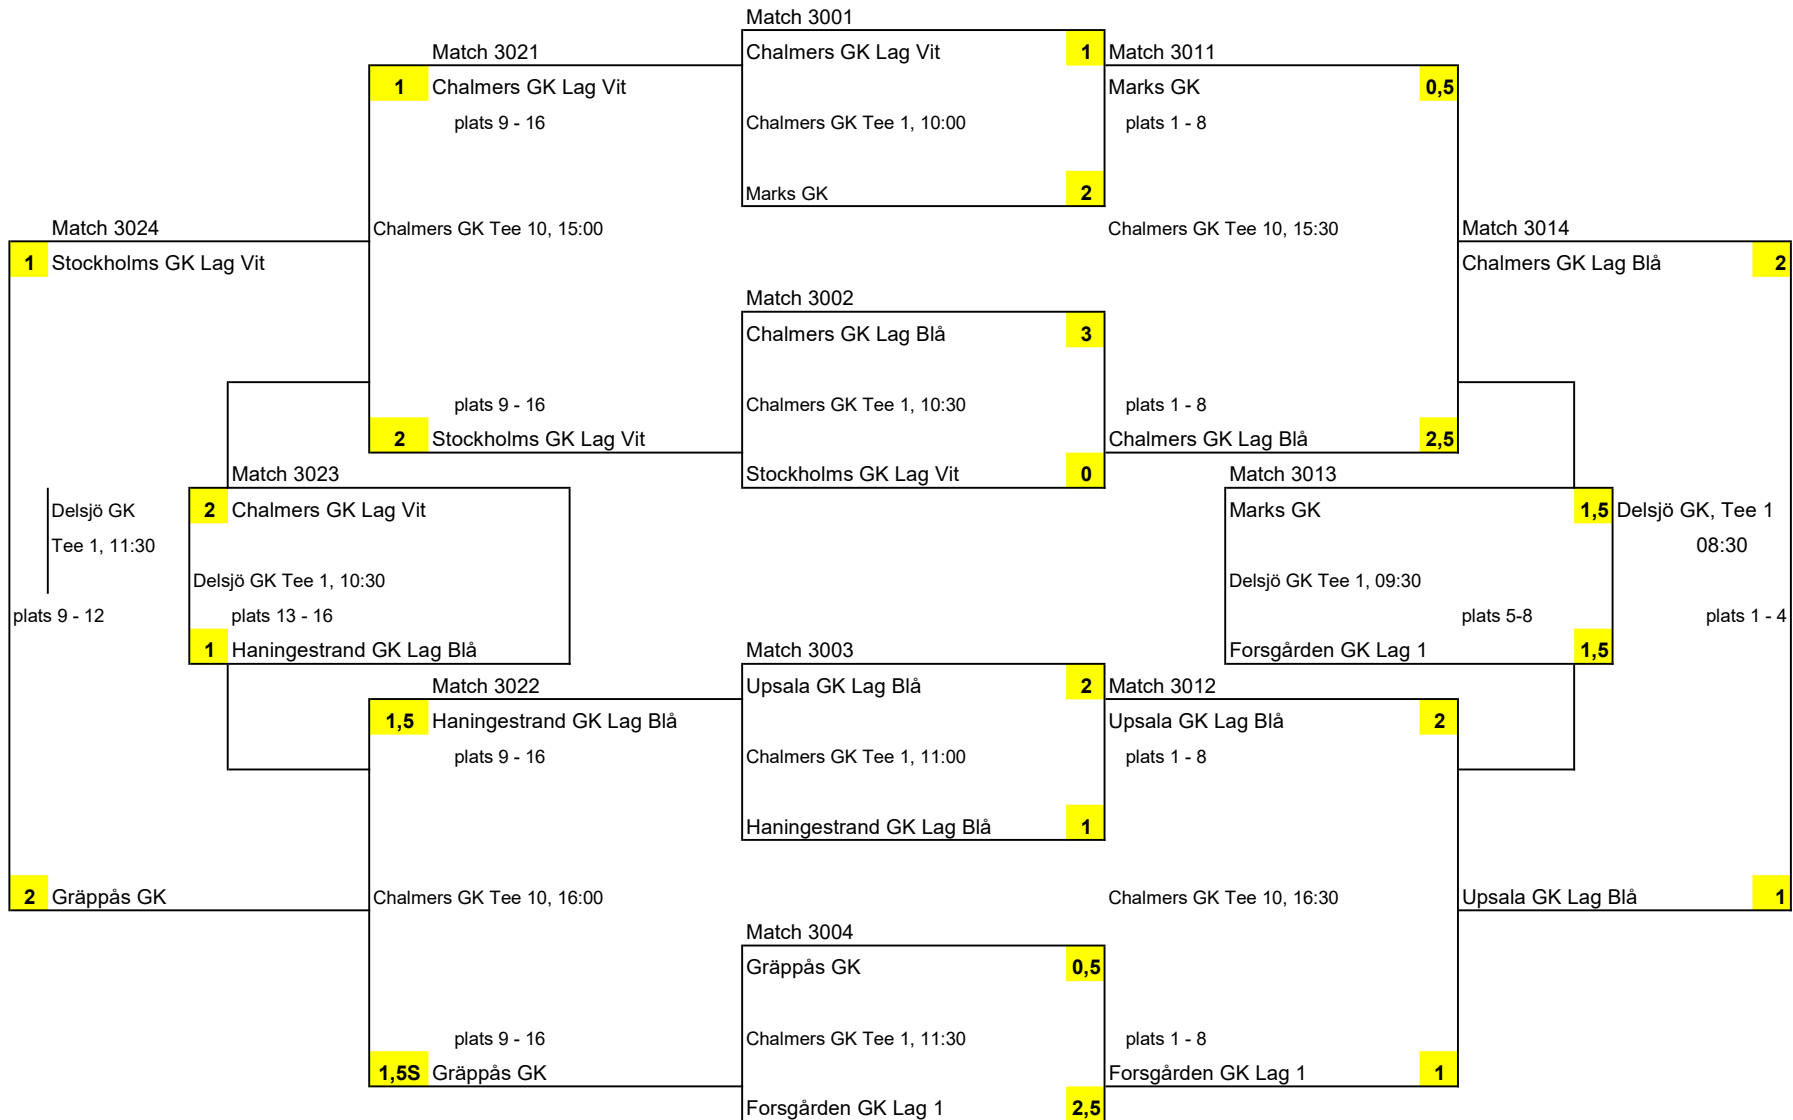 Match 3001
Match 3021
Chalmers GK Lag Vit 1
Match 3011
1 Chalmers GK Lag Vit
Marks GK 0,5
plats 9 - 16
Chalmers GK Tee 1, 10:00
plats 1 - 8
Marks GK 2
Match 3024
Chalmers GK Tee 10, 15:00
Chalmers GK Tee 10, 15:30
Match 3014
1 Stockholms GK Lag Vit
Chalmers GK Lag Blå 2
Match 3002
Chalmers GK Lag Blå 3
plats 9 - 16
Chalmers GK Tee 1, 10:30
plats 1 - 8
2 Stockholms GK Lag Vit
Chalmers GK Lag Blå 2,5
Match 3023
Stockholms GK Lag Vit 0
Match 3013
Delsjö GK
2 Chalmers GK Lag Vit
Marks GK 1,5
Delsjö GK, Tee 1
Tee 1, 11:30
08:30
Delsjö GK Tee 1, 10:30
Delsjö GK Tee 1, 09:30
plats 9 - 12
plats 13 - 16
plats 5-8
plats 1 - 4
1 Haningestrand GK Lag Blå
Match 3003
Forsgården GK Lag 1 1,5
Match 3022
Upsala GK Lag Blå 2
Match 3012
1,5 Haningestrand GK Lag Blå
Upsala GK Lag Blå 2
plats 9 - 16
Chalmers GK Tee 1, 11:00
plats 1 - 8
Haningestrand GK Lag Blå 1
2 Gräppås GK
Chalmers GK Tee 10, 16:00
Chalmers GK Tee 10, 16:30
Upsala GK Lag Blå 1
Match 3004
Gräppås GK 0,5
plats 9 - 16
Chalmers GK Tee 1, 11:30
plats 1 - 8
1,5S Gräppås GK
Forsgården GK Lag 1 1
Forsgården GK Lag 1 2,5